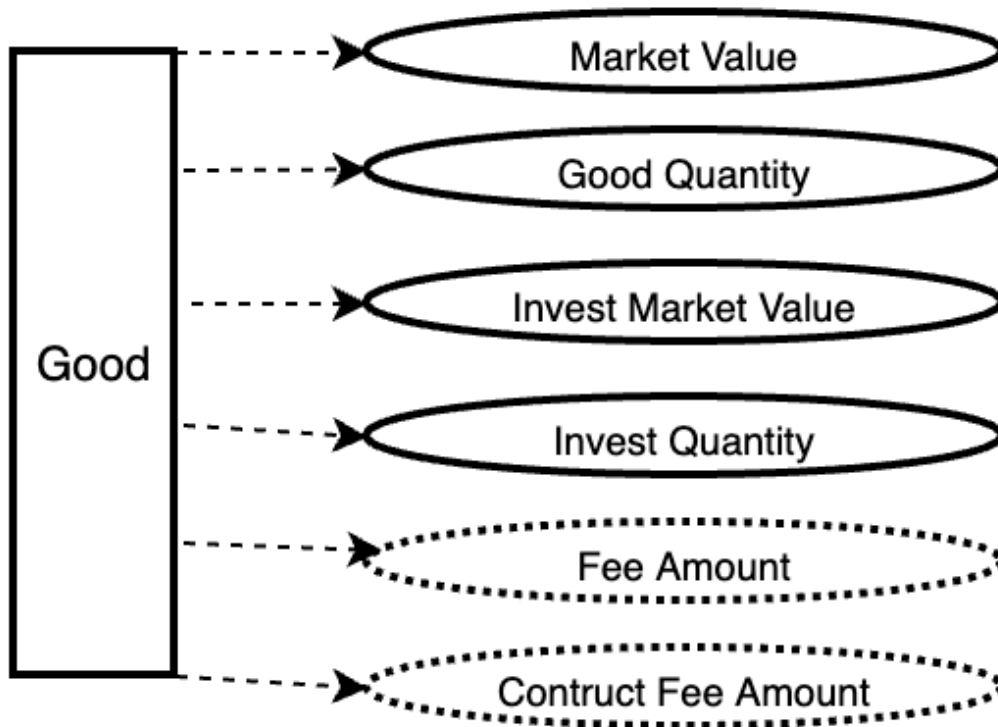 Market Value
Good Quantity
Invest Market Value
Good
Invest Quantity
Fee Amount
Contruct Fee Amount